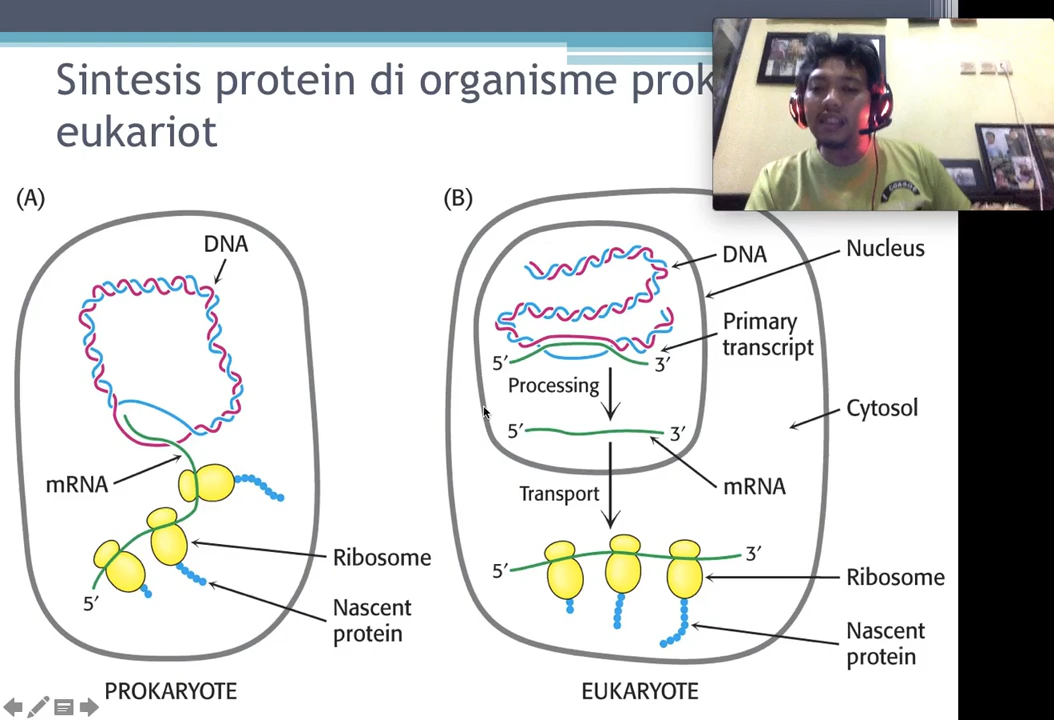 Sintesis protein di organisme
eukariot
(A)
DNA
mRNA
5′
Ribosome
Nascent
protein
PROKARYOTE
(B)
DNA
Nucleus
Primary
transcript
5′
3′
Processing
Cytosol
5′
3′
mRNA
Transport
5′
3′
Ribosome
Nascent
protein
EUKARYOTE